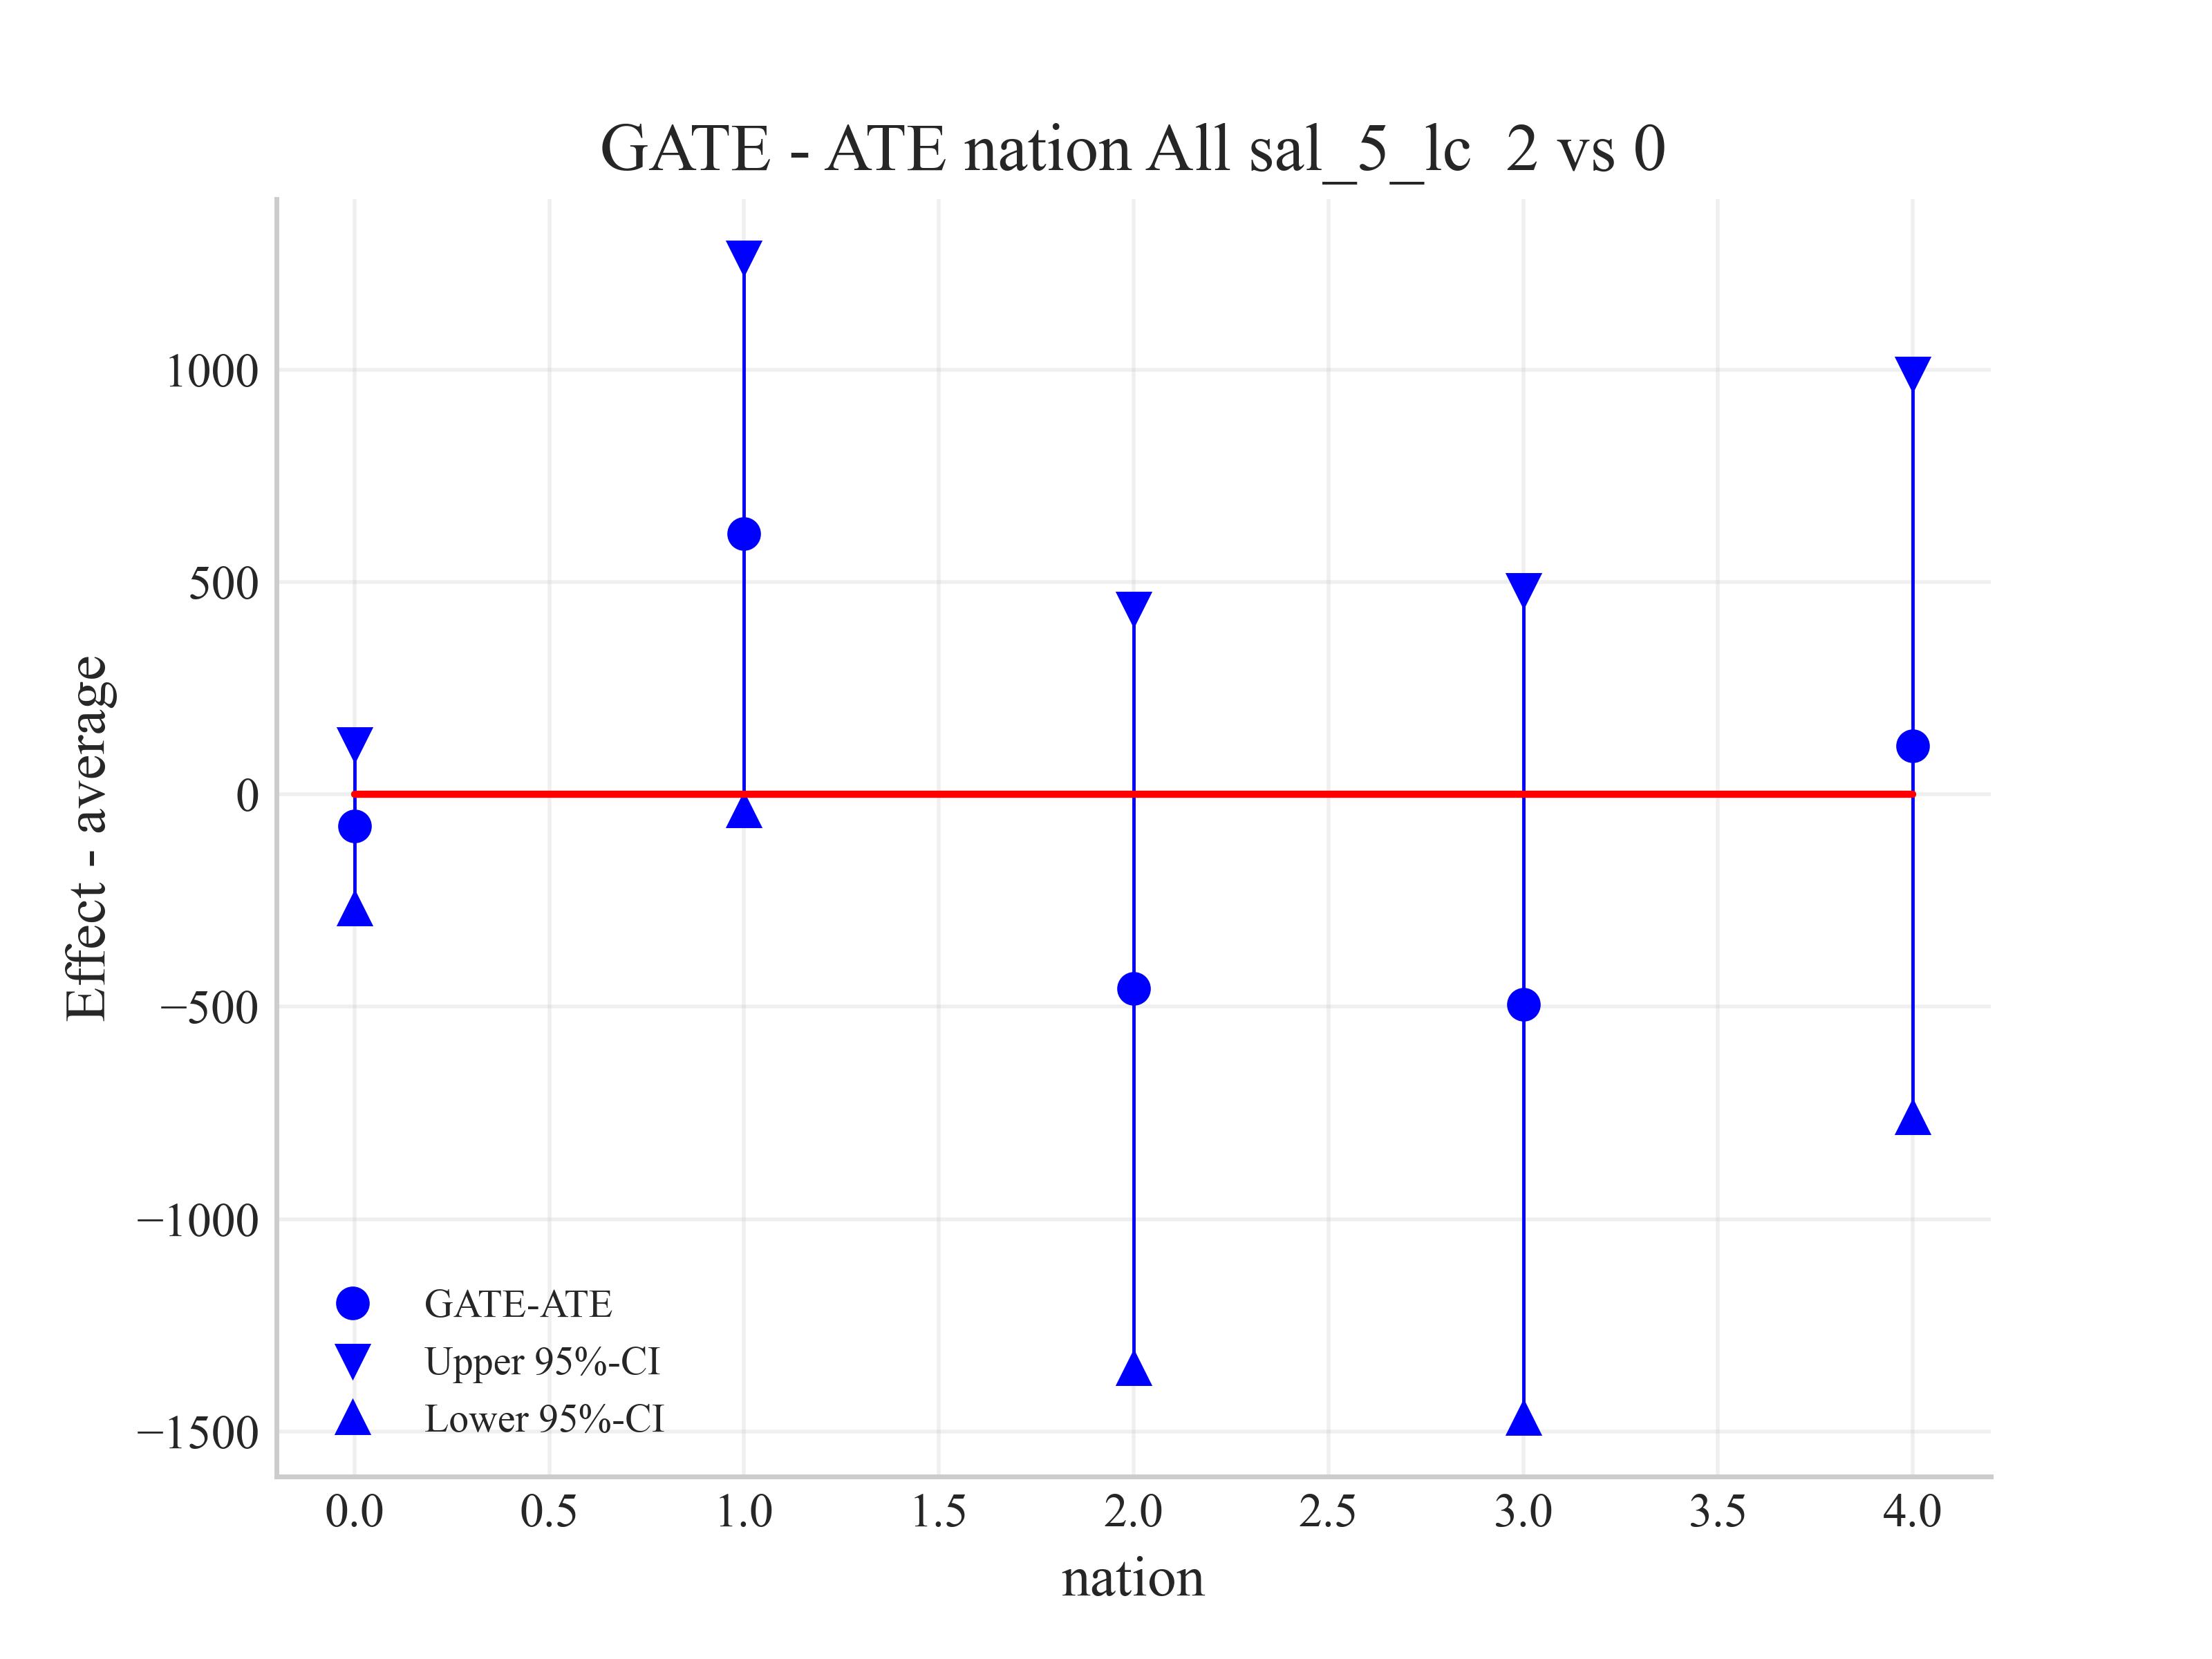 GATE - ATE nation All sal_5_lc 2 vs 0
Effect - average
1000
500
0
−500
−1000
−1500
GATE-ATE
Upper 95%-CI
Lower 95%-CI
0.0 0.5 1.0 1.5 2.0 2.5 3.0 3.5 4.0
nation